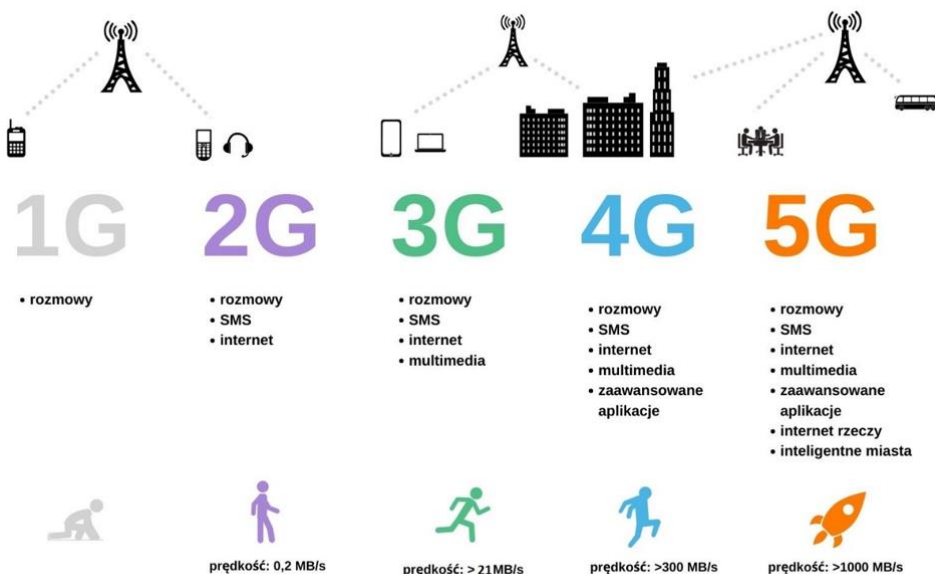 1G
2G
3G
4G
5G
• rozmowy
• rozmowy
• SMS
• internet
• rozmowy
• SMS
• internet
• multimedia
• rozmowy
• SMS
• internet
• multimedia
• zaawansowane
aplikacje
• rozmowy
• SMS
• internet
• multimedia
• zaawansowane
aplikacje
• internet rzeczy
• inteligentne miasta
prędkość: 0,2 MB/s
prędkość: > 21MB/s
prędkość: >300 MB/s
prędkość: >1000 MB/s